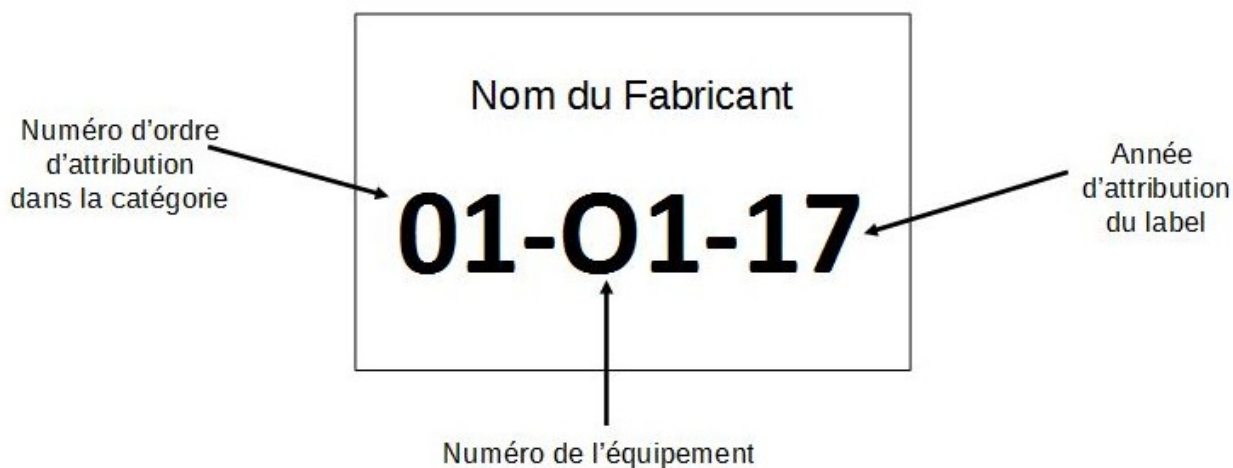 Nom du Fabricant
Numéro d'ordre
d'attribution
dans la catégorie
Année
d'attribution
du label
01-O1-17
Numéro de l'équipement